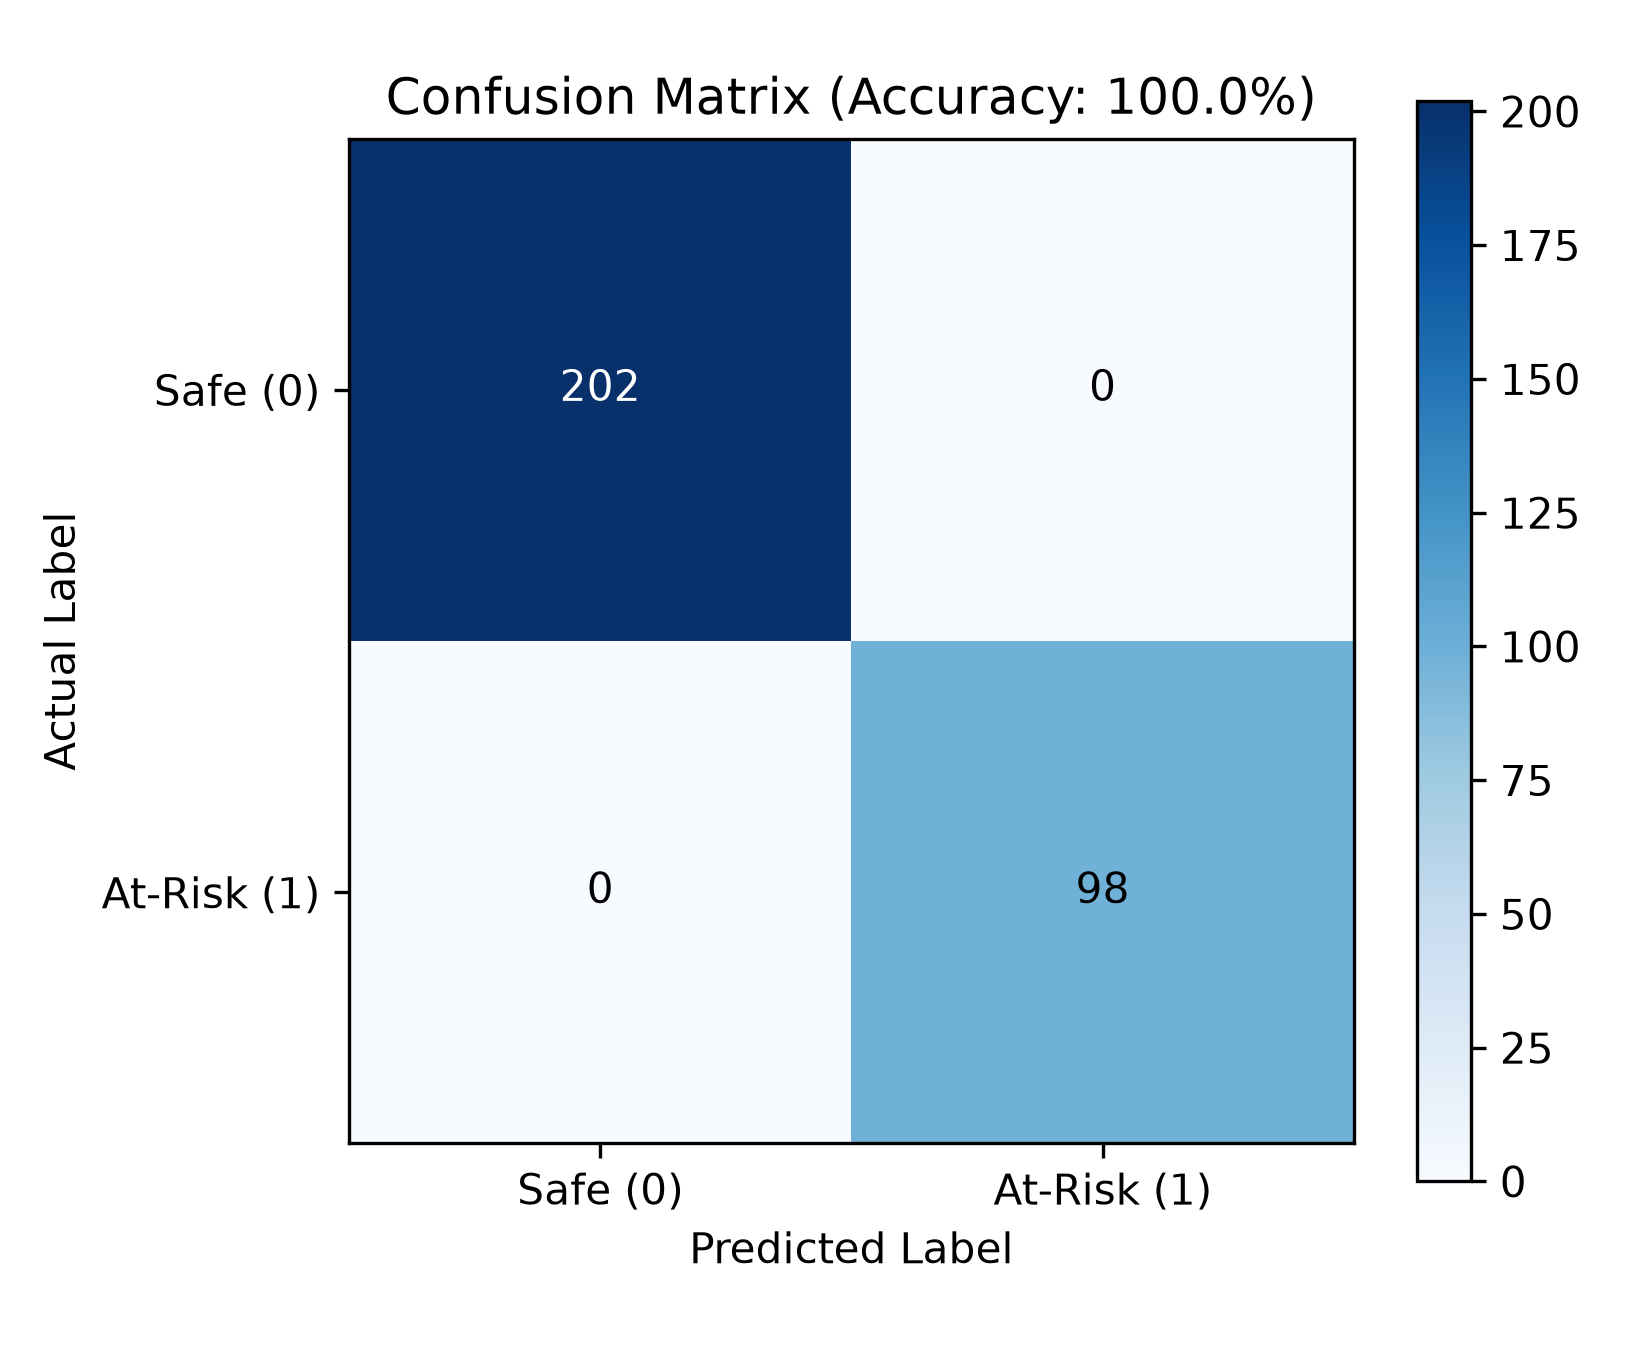 Confusion Matrix (Accuracy: 100.0%)
Actual Label
Safe (0)
202
0
At-Risk (1)
0
98
Safe (0)
At-Risk (1)
Predicted Label
200
175
150
125
100
75
50
25
0